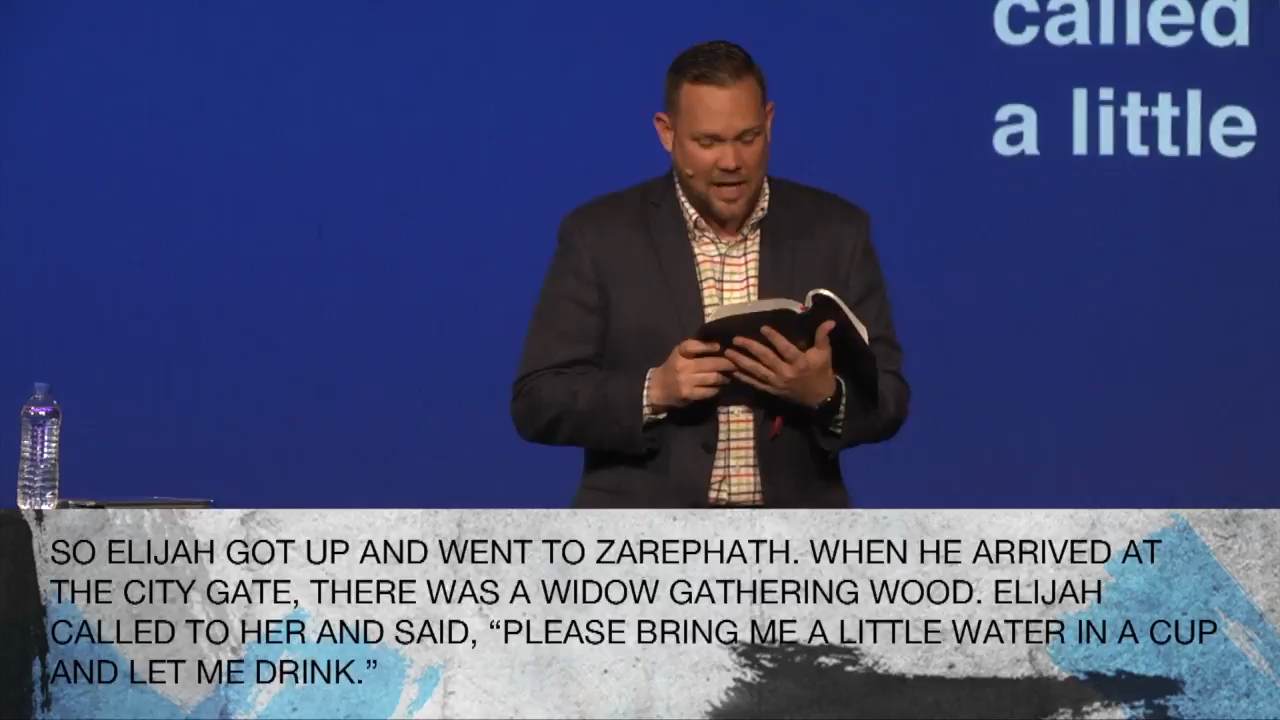 called
a little
SO ELIJAH GOT UP AND WENT TO ZAREPHATH. WHEN HE ARRIVED AT
THE CITY GATE, THERE WAS A WIDOW GATHERING WOOD. ELIJAH
CALLED TO HER AND SAID, “PLEASE BRING ME A LITTLE WATER IN A CUP
AND LET ME DRINK.”